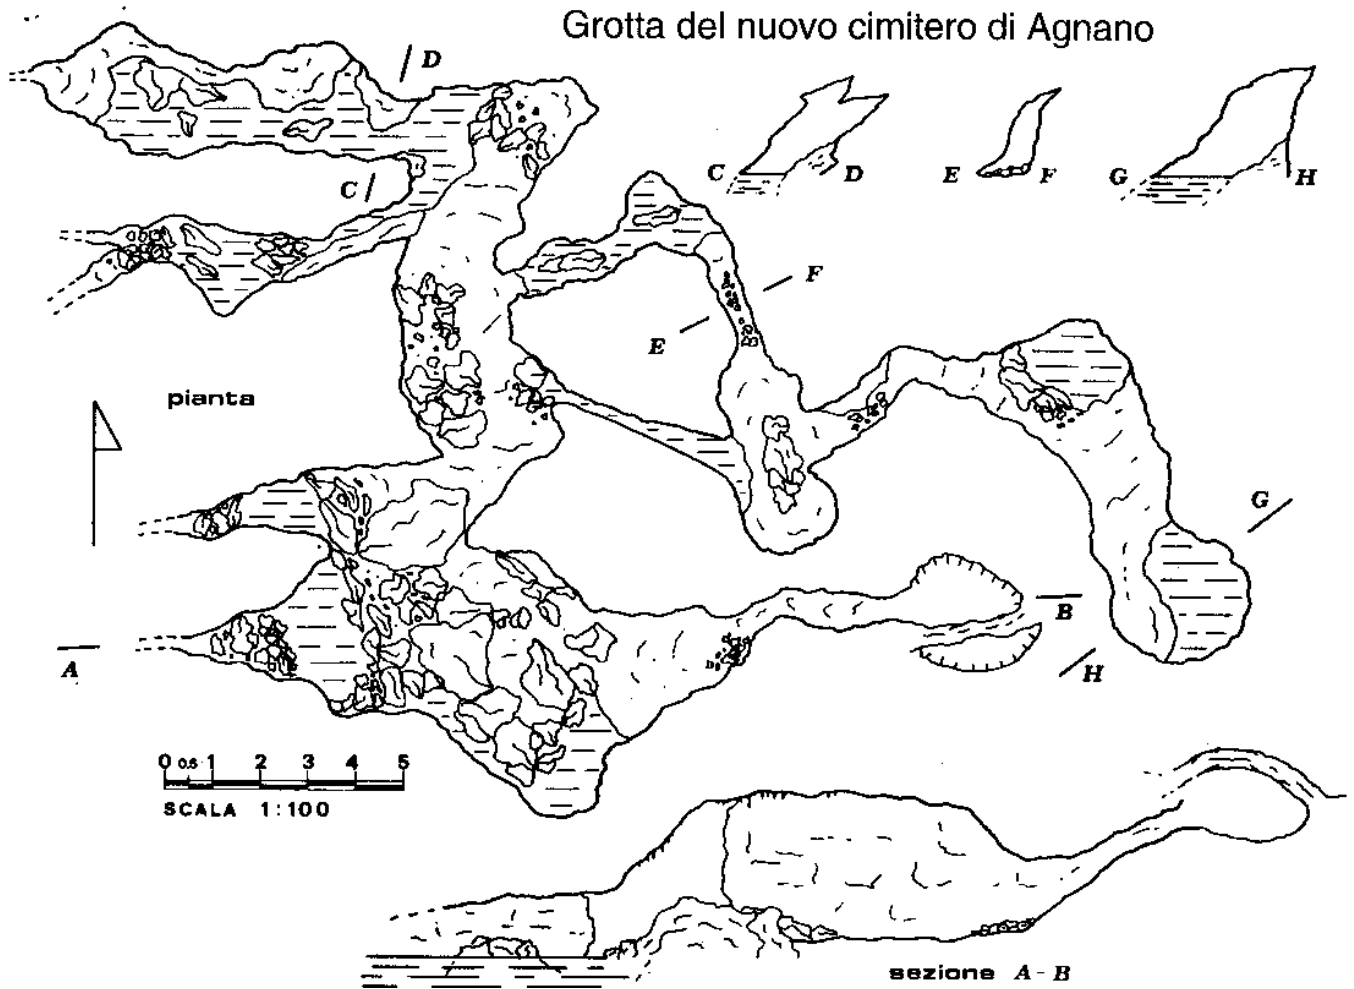 Grotta del nuovo cimitero di Agnano
D
C
C
D
E
F
G
H
F
E
pianta
G
B
A
H
0 0.5 1 2 3 4 5
SCALA 1:100
sezione A - B